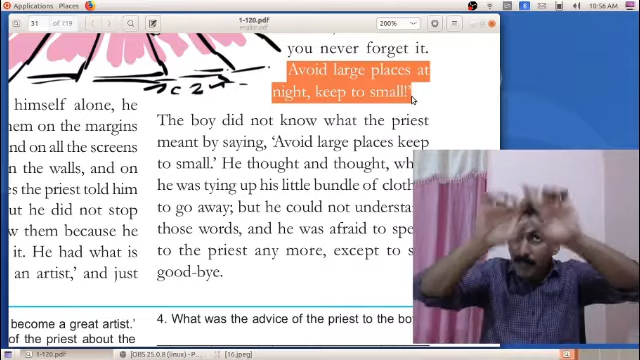 Applications Places
10:56 AM
1-120.pdf
31
of 119
200%
you never forget it.
Avoid large places at
night, keep to small!'
himself alone, he
hem on the margins
nd on all the screens
n the walls, and on
es the priest told him
ut he did not stop
w them because he
it. He had what is
an artist,' and just
The boy did not know what the priest
meant by saying, 'Avoid large places keep
to small.' He thought and thought, wh
he was tying up his little bundle of cloth
to go away; but he could not understa
those words, and he was afraid to spe
to the priest any more, except to s
good-bye.
become a great artist.'
of the priest about the
4. What was the advice of the priest to the bo
1-120.pdf
[OBS 25.0.8 (linux) - P
[16.jpeg]